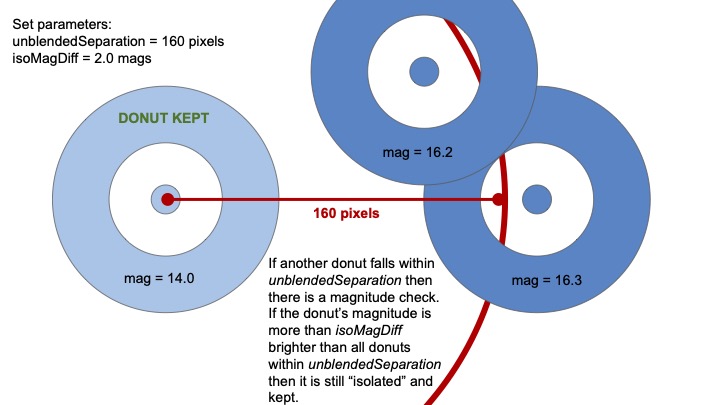 Set parameters:
unblendedSeparation = 160 pixels
isoMagDiff = 2.0 mags
DONUT KEPT
mag = 16.2
160 pixels
mag = 14.0
mag = 16.3
If another donut falls within
unblendedSeparation then
there is a magnitude check.
If the donut's magnitude is
more than isoMagDiff
brighter than all donuts
within unblendedSeparation
then it is still “isolated” and
kept.